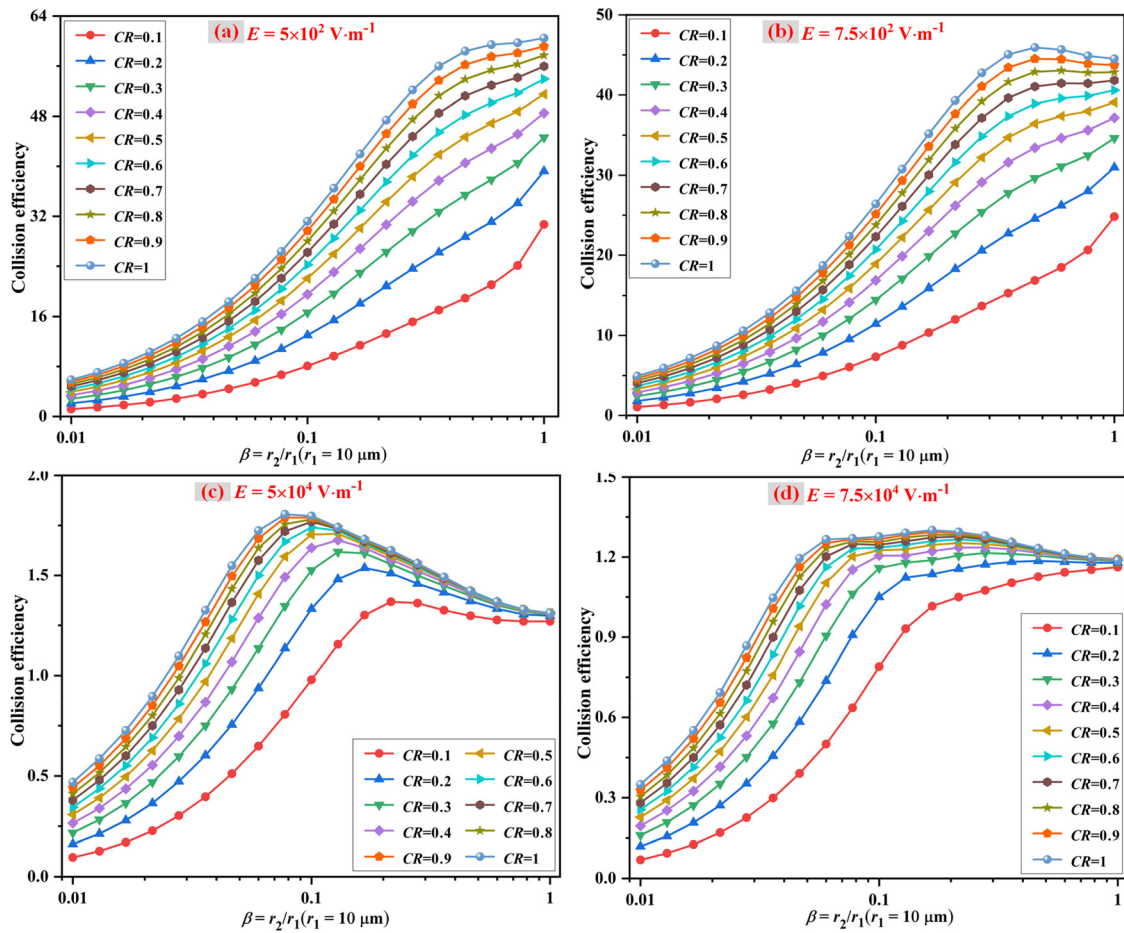 (a) E = 5×10² V·m⁻¹
Collision efficiency
64
48
32
16
0
CR=0.1
CR=0.2
CR=0.3
CR=0.4
CR=0.5
CR=0.6
CR=0.7
CR=0.8
CR=0.9
CR=1
0.01
0.1
1
β = r₂/r₁(r₁ = 10 μm)
(b) E = 7.5×10² V·m⁻¹
Collision efficiency
50
40
30
20
10
0
CR=0.1
CR=0.2
CR=0.3
CR=0.4
CR=0.5
CR=0.6
CR=0.7
CR=0.8
CR=0.9
CR=1
0.01
0.1
1
β = r₂/r₁(r₁ = 10 μm)
(c) E = 5×10⁴ V·m⁻¹
Collision efficiency
2.0
1.5
1.0
0.5
0.0
CR=0.1 CR=0.5
CR=0.2 CR=0.6
CR=0.3 CR=0.7
CR=0.4 CR=0.8
CR=0.9 CR=1
0.01
0.1
1
β = r₂/r₁(r₁ = 10 μm)
(d) E = 7.5×10⁴ V·m⁻¹
Collision efficiency
1.5
1.2
0.9
0.6
0.3
0.0
CR=0.1
CR=0.2
CR=0.3
CR=0.4
CR=0.5
CR=0.6
CR=0.7
CR=0.8
CR=0.9
CR=1
0.01
0.1
1
β = r₂/r₁(r₁ = 10 μm)